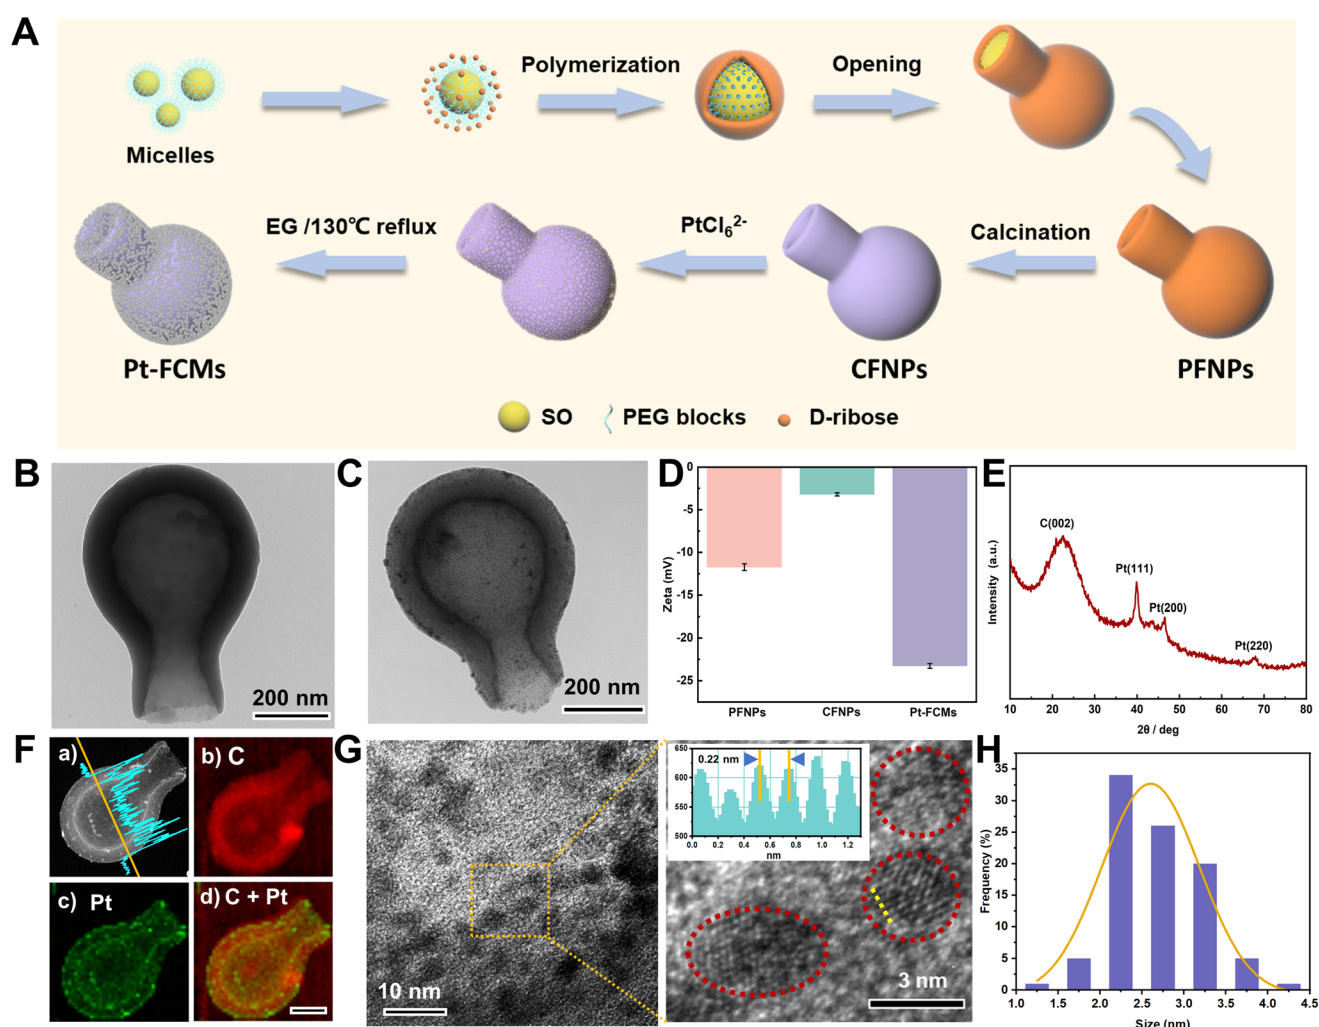 A
Polymerization
Opening
Micelles
EG /130℃ reflux
PtCl₆²⁻
Calcination
Pt-FCMs
CFNPs
PFNPs
SO
PEG blocks
D-ribose
B
200 nm
C
200 nm
D
0
-5
-10
-15
-20
-25
Zeta (mV)
PFNPs
CFNPs
Pt-FCMs
E
Intensity (a.u.)
C(002)
Pt(111)
Pt(200)
Pt(220)
10 20 30 40 50 60 70 80
2θ / deg
F
a)
b) C
c) Pt
d) C + Pt
G
10 nm
650
600
550
500
0.22 nm
0.0 0.2 0.4 0.6 0.8 1.0 1.2
nm
3 nm
H
Frequency (%)
35
30
25
20
15
10
5
0
1.0 1.5 2.0 2.5 3.0 3.5 4.0 4.5
Size (nm)